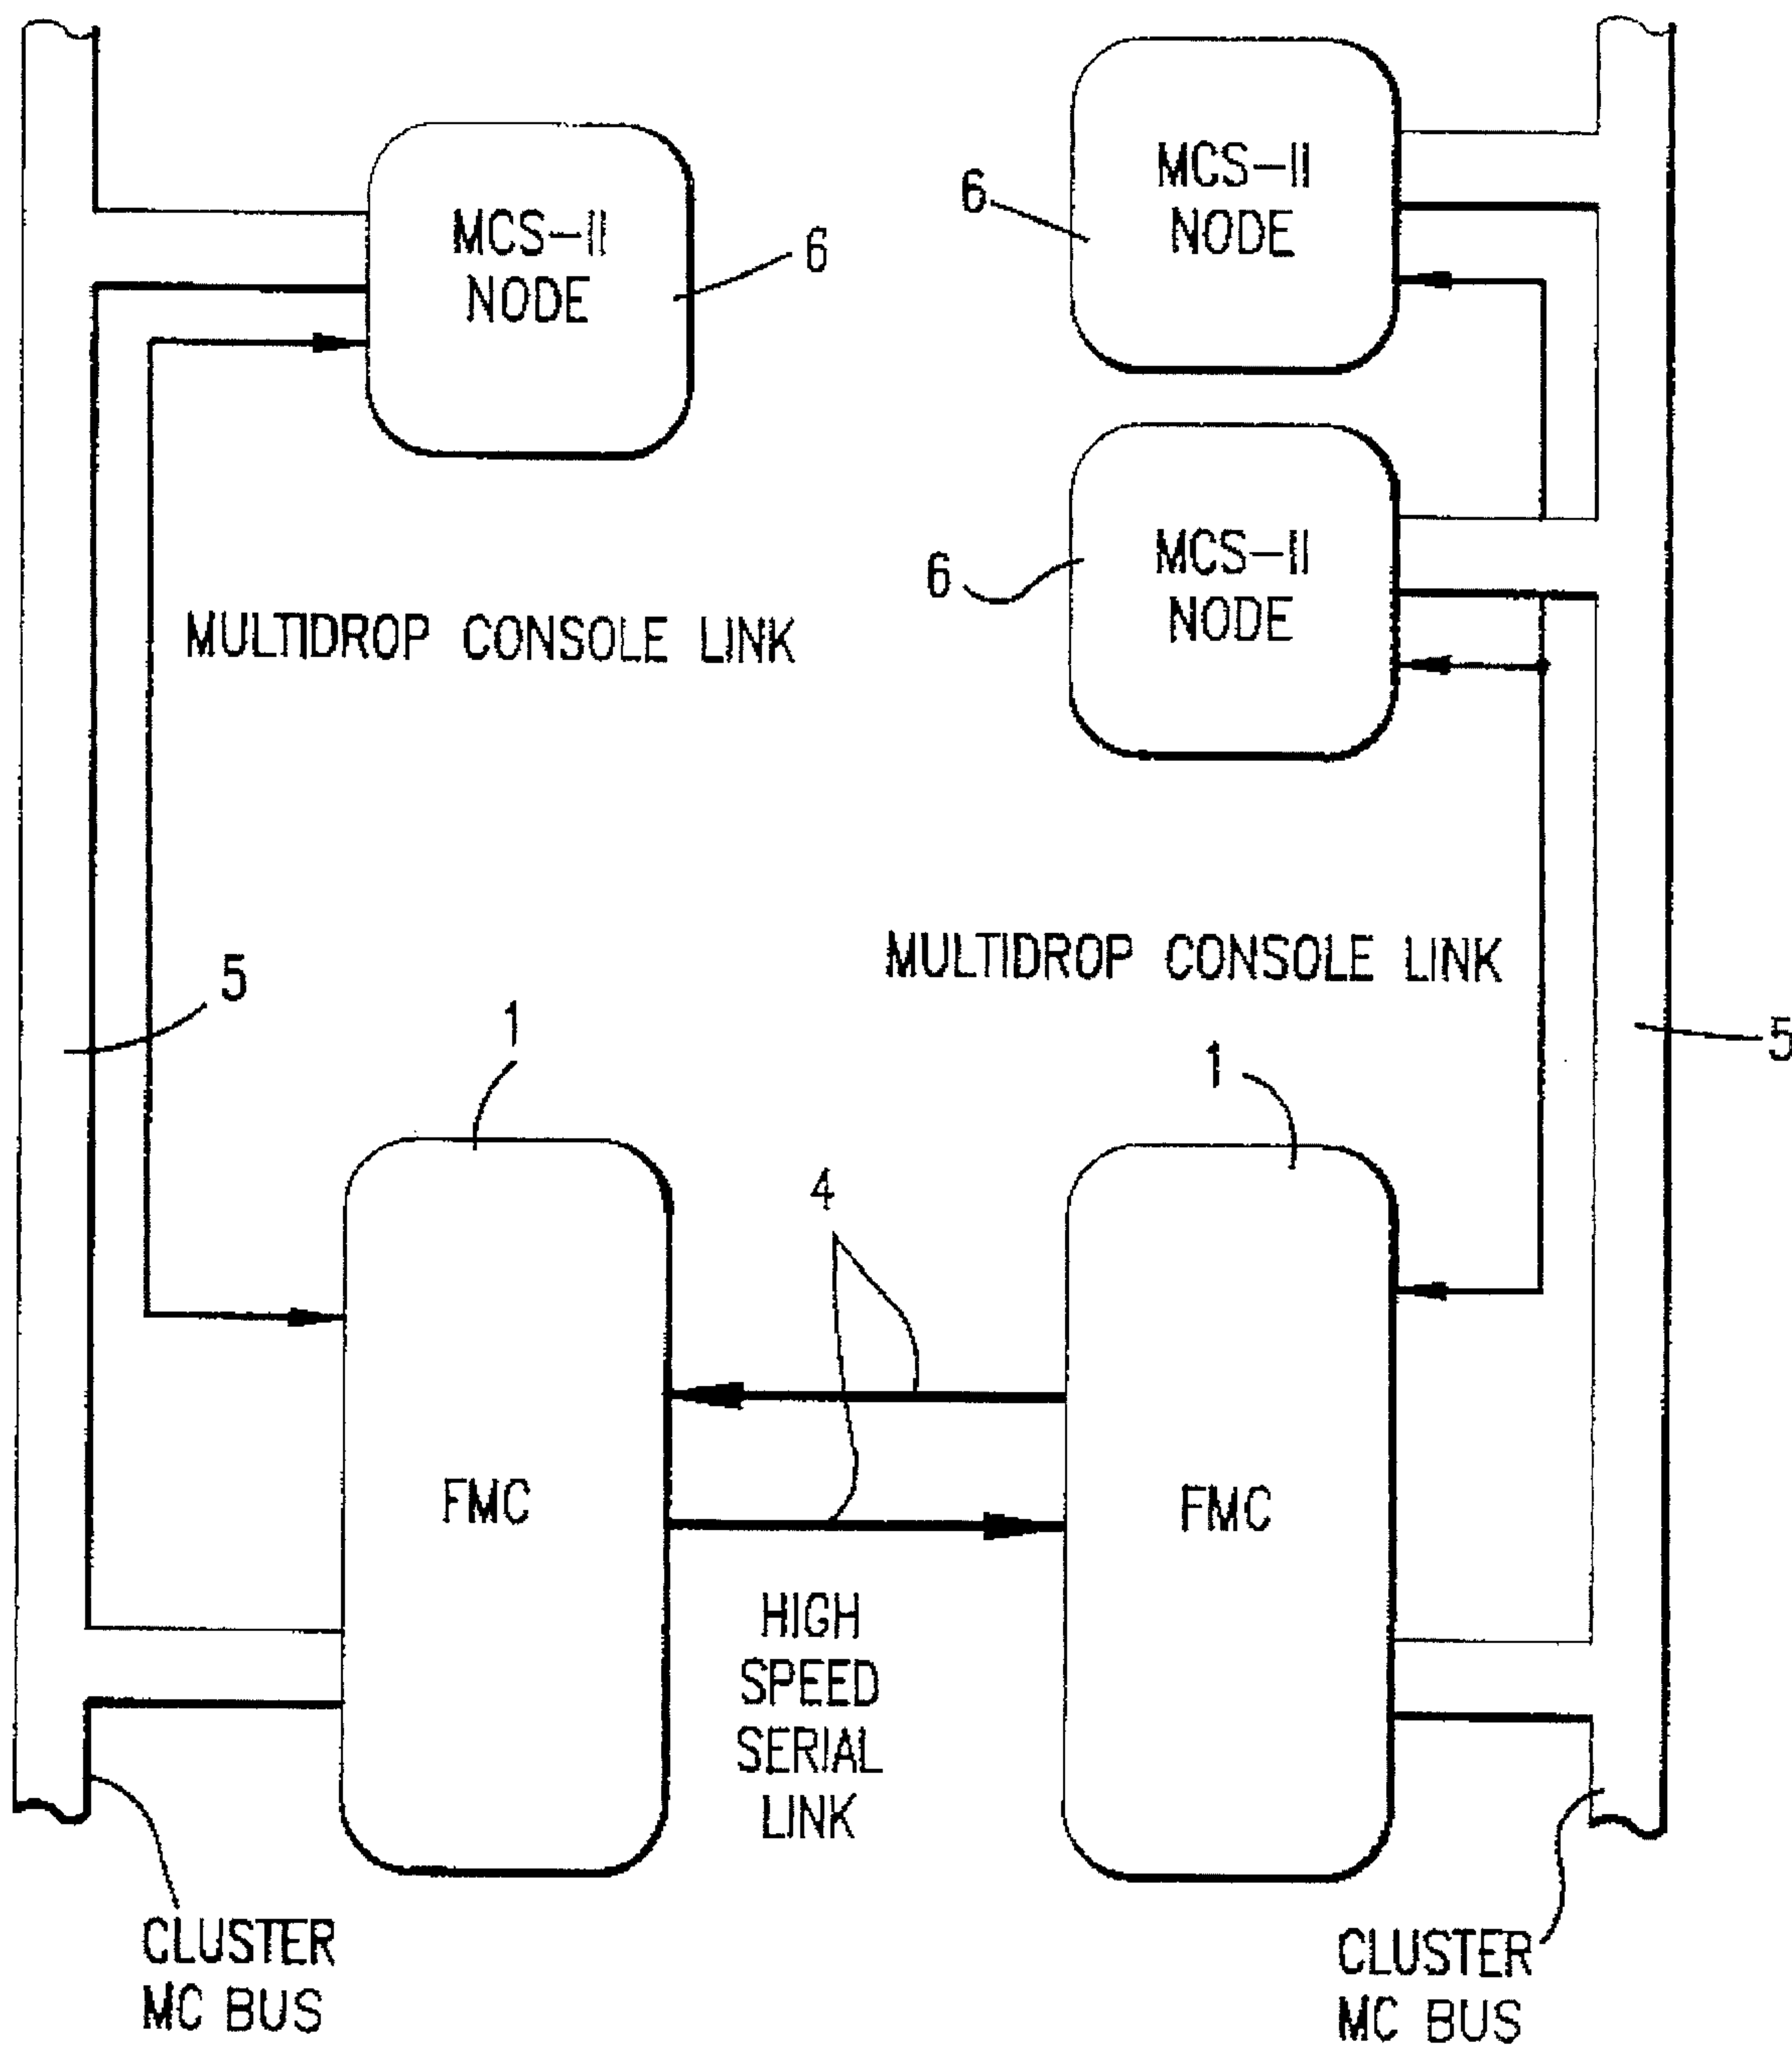 MCS-II
NODE
6
6
MCS-II
NODE
6
MCS-II
NODE
MULTIDROP CONSOLE LINK
MULTIDROP CONSOLE LINK
5
5
1
1
4
FMC
FMC
HIGH
SPEED
SERIAL
LINK
CLUSTER
MC BUS
CLUSTER
MC BUS